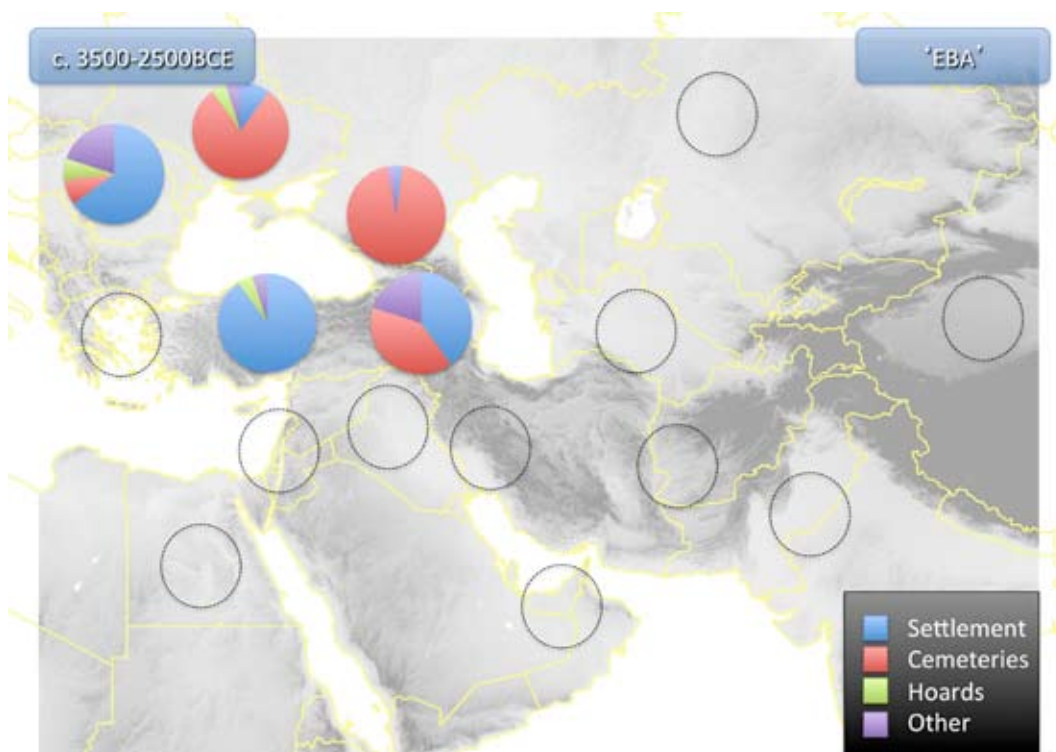 c. 3500-2500BCE
'EBA'
Settlement
Cemeteries
Hoards
Other